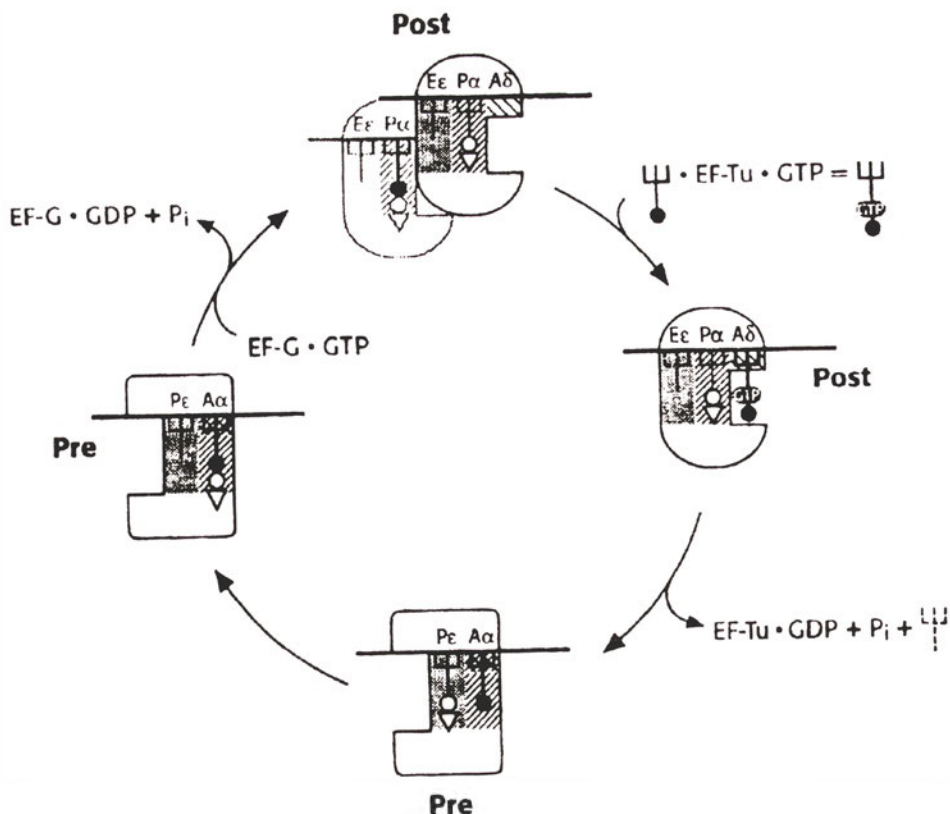 Post
Eε Pα Aδ
Eε Pα
· EF-Tu · GTP =
GTP
EF-G · GDP + Pi
EF-G · GTP
Eε Pα Aδ
GTP
Post
Pε Aα
Pre
EF-Tu · GDP + Pi +
Pε Aα
Pre